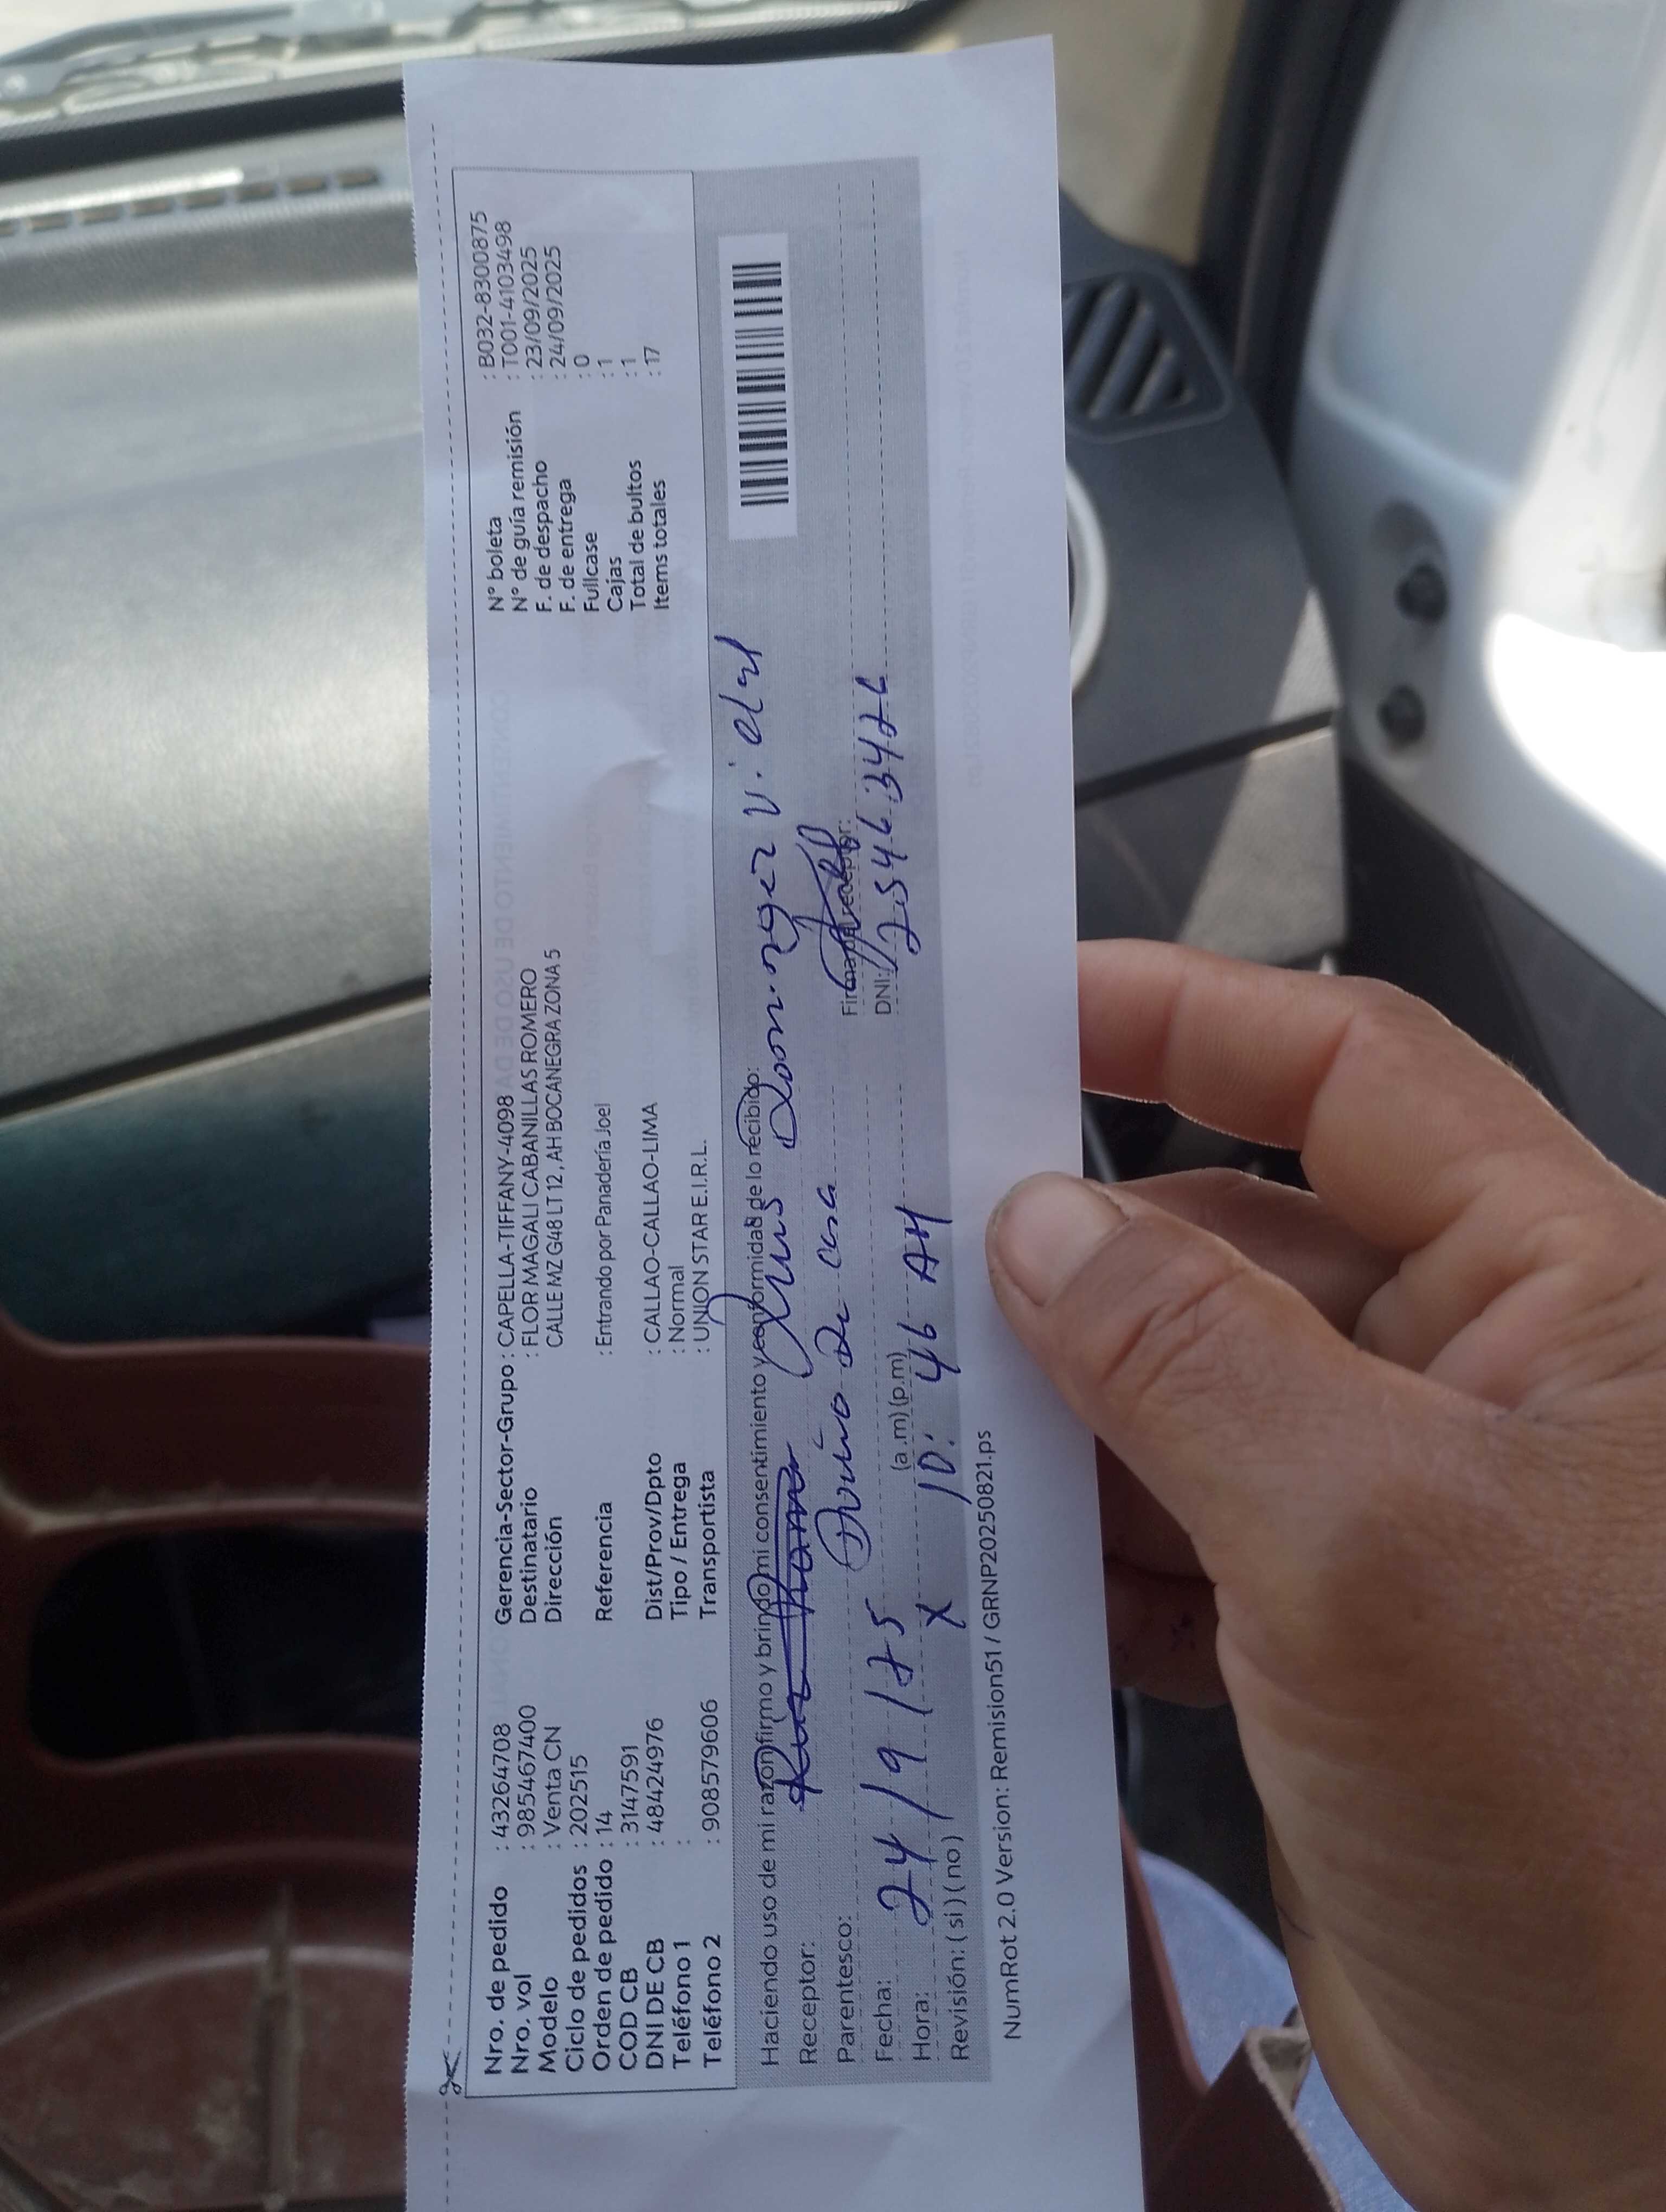 Nro. de pedido : 43264708 Gerencia-Sector-Grupo : CAPELLA-TIFFANY-4098 N° boleta : B032-8300875
Nro. vol : 985467400 Destinatario : FLOR MAGALI CABANILLAS ROMERO N° de guía remisión : T001-4103498
Modelo : Venta CN Dirección CALLE MZ G48 LT 12 , AH BOCANEGRA ZONA 5 F. de despacho : 23/09/2025
Ciclo de pedidos : 202515 F. de entrega : 24/09/2025
Orden de pedido : 14 Referencia : Entrando por Panadería Joel Fullcase : 0
COD CB : 3147591 Cajas : 1
DNI DE CB : 48424976 Dist/Prov/Dpto : CALLAO-CALLAO-LIMA Total de bultos : 1
Teléfono 1 : Tipo / Entrega : Normal Items totales : 17
Teléfono 2 : 908579606 Transportista : UNION STAR E.I.R.L.
Haciendo uso de mi razón firmo y brindo mi consentimiento y conformidad de lo recibido:
Receptor: Luis
Parentesco: Dueño De Casa Firma del receptor:
Fecha: 24/9/25 DNI: 25463426
Hora: (a.m) (p.m) 10:46 AM
Revisión: ( si ) ( no ) X
NumRot 2.0 Version: Remision51 / GRNP20250821.ps